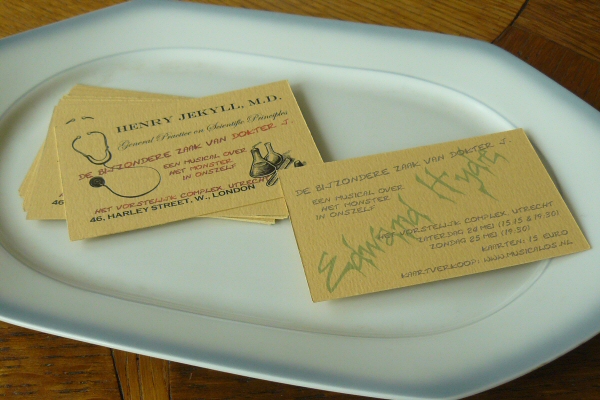 HENRY JEKYLL, M.D.
General Practice on Scientific Principles
DE BIJZONDERE ZAAK VAN DOKTER J.
EEN MUSICAL OVER
HET MONSTER
IN ONSZELF
HET VORSTELIJK COMPLEX UTRECHT
46, HARLEY STREET, W., LONDON
DE BIJZONDERE ZAAK VAN DOKTER J.
EEN MUSICAL OVER
HET MONSTER
IN ONSZELF
Edward Hyde
HET VORSTELIJK COMPLEX UTRECHT
ZATERDAG 24 MEI (15.15 & 19.30)
ZONDAG 25 MEI (19.30)
KAARTEN: 15 EURO
KAARTVERKOOP: WWW.MUSICALOS.NL